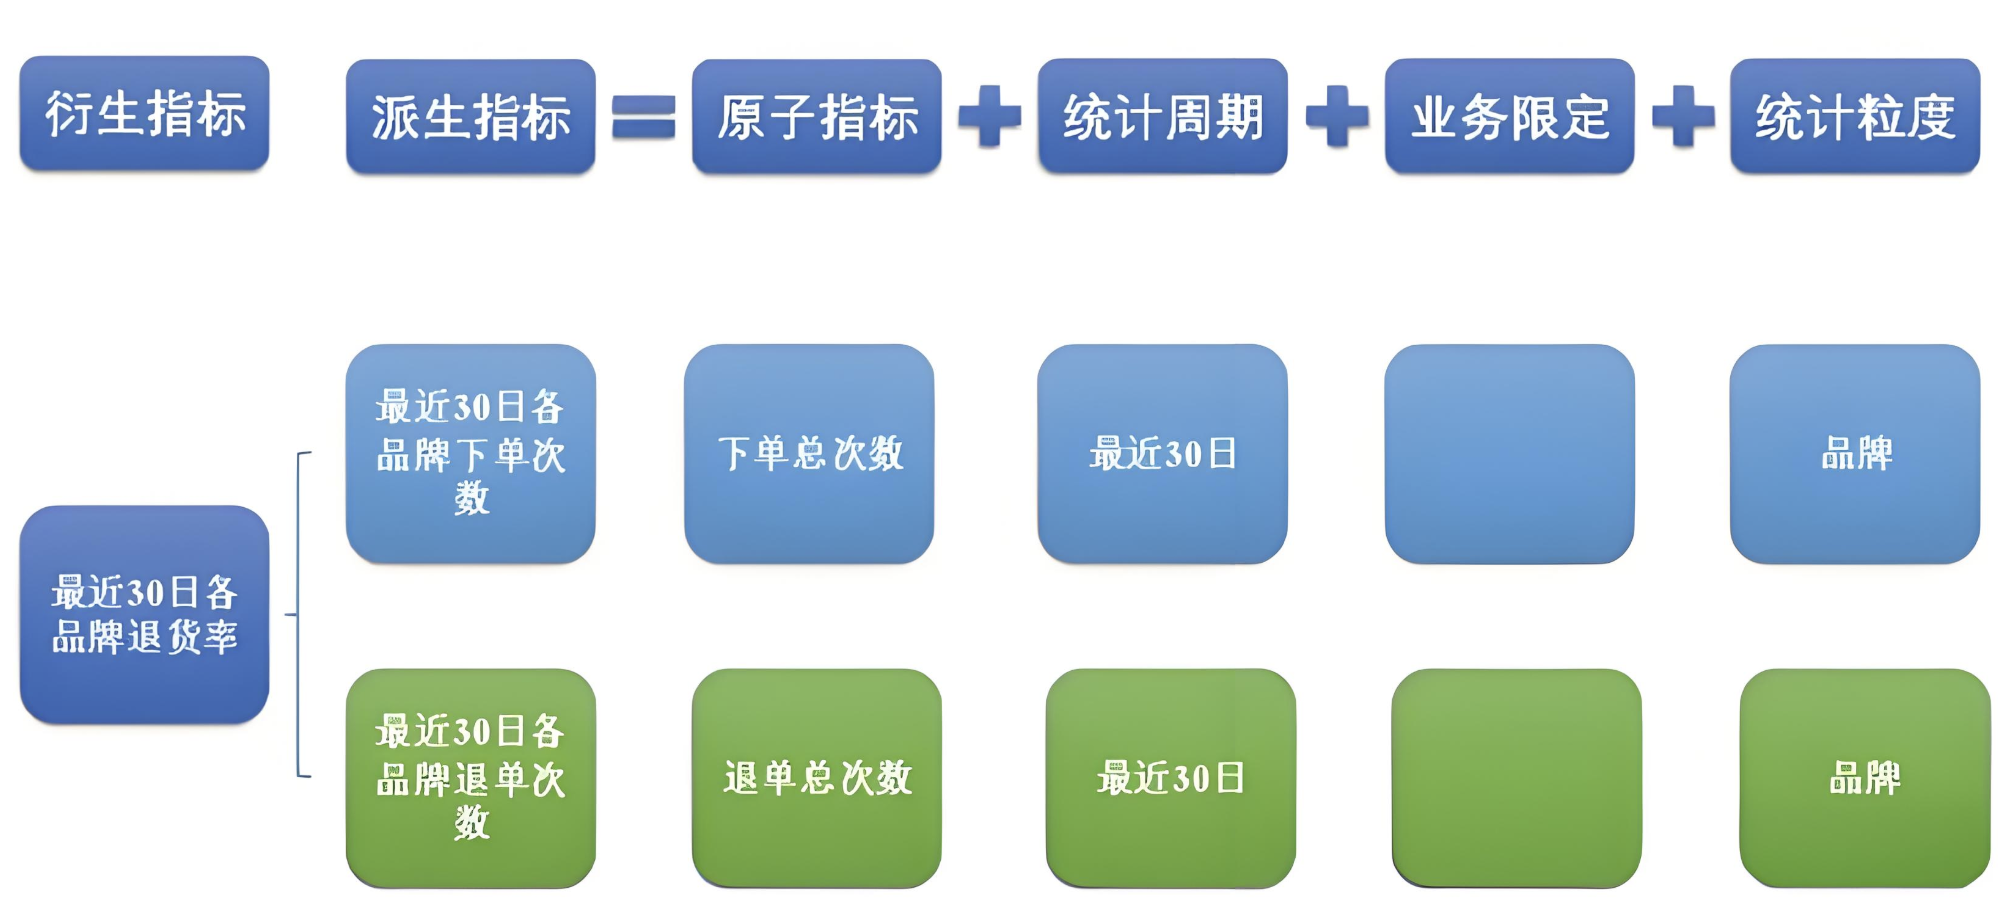 衍生指标
派生指标
原子指标
统计周期
业务限定
统计粒度
最近30日各
品牌下单次
数
下单总次数
最近30日
品牌
最近30日各
品牌退货率
最近30日各
品牌退单次
数
退单总次数
最近30日
品牌